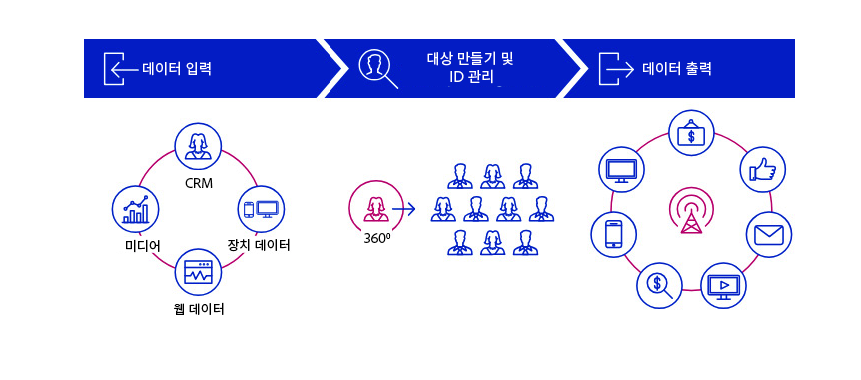 데이터 입력
대상 만들기 및
ID 관리
데이터 출력
CRM
미디어
장치 데이터
웹 데이터
360⁰
$
$